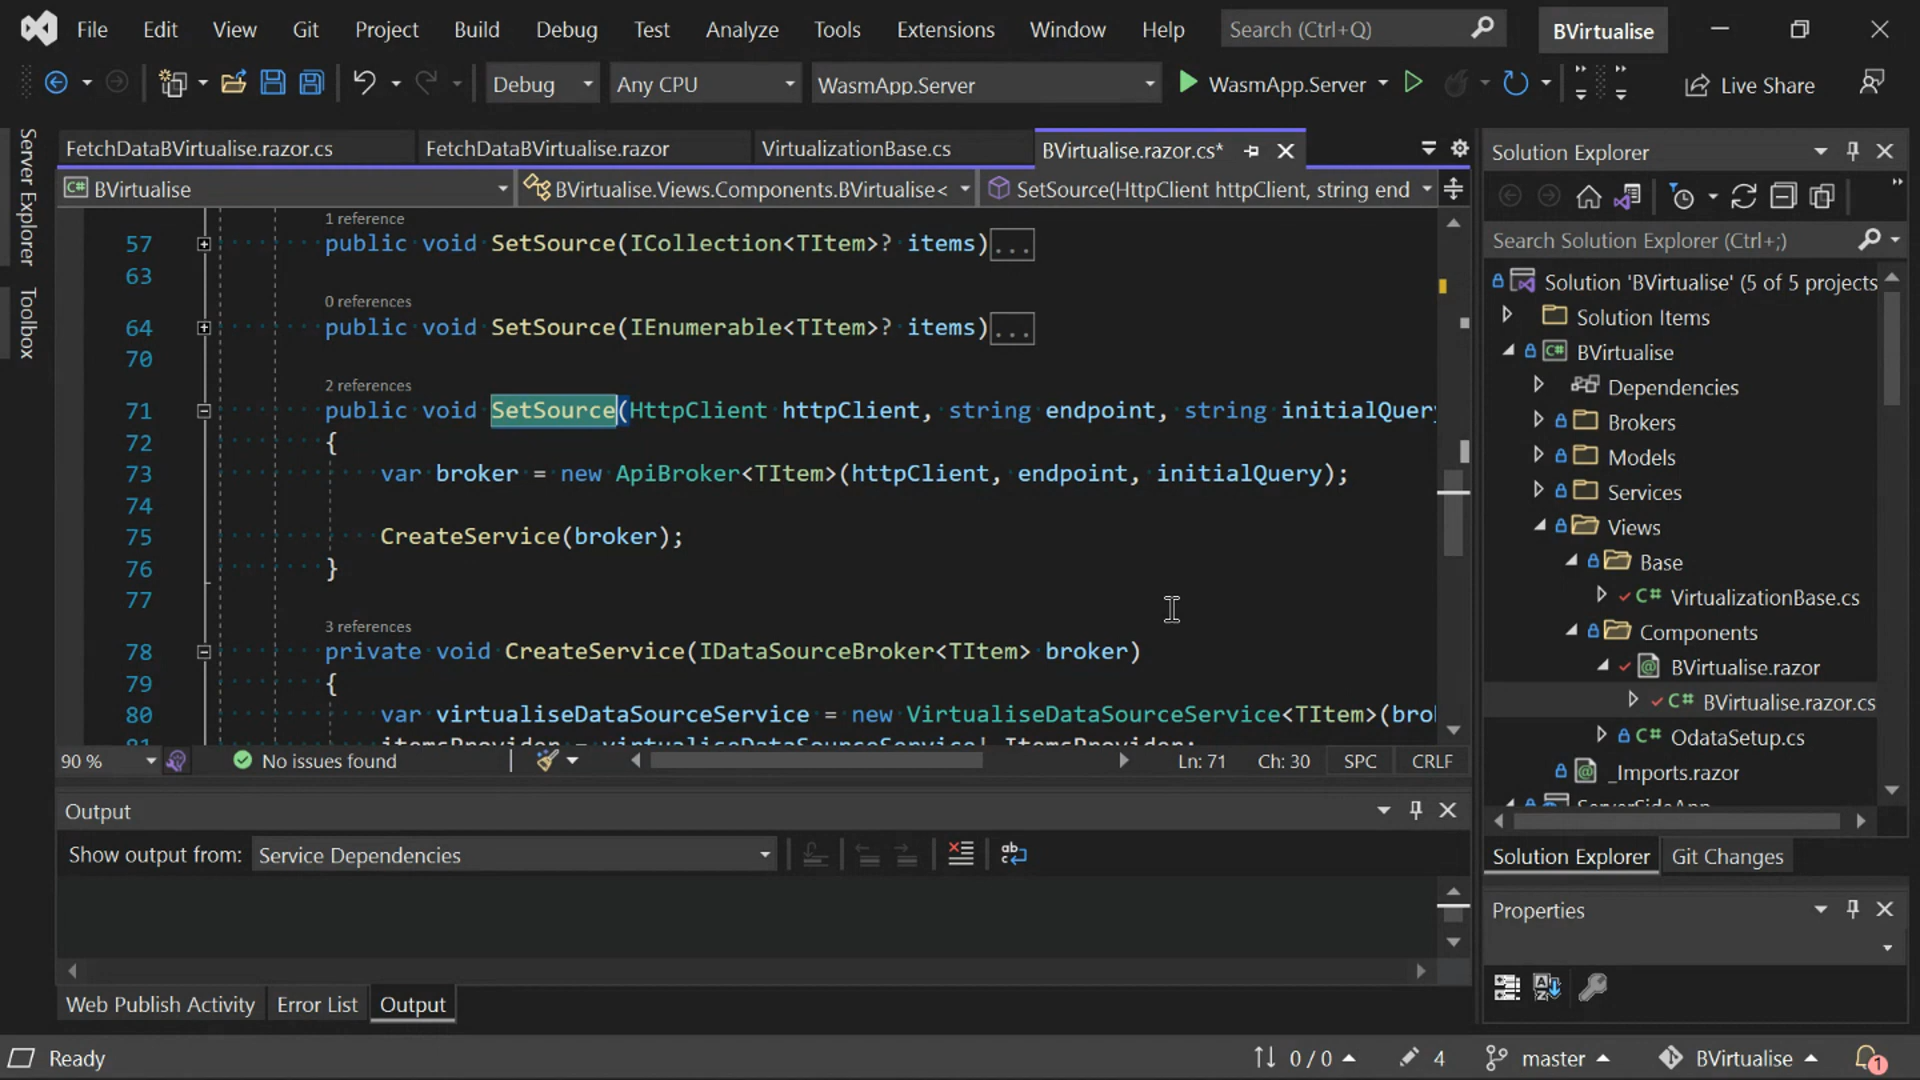 File Edit View Git Project Build Debug Test Analyze Tools Extensions Window Help Search (Ctrl+Q) BVirtualise
Debug Any CPU WasmApp.Server WasmApp.Server Live Share
Server Explorer
Toolbox
FetchDataBVirtualise.razor.cs FetchDataBVirtualise.razor VirtualizationBase.cs BVirtualise.razor.cs*
BVirtualise BVirtualise.Views.Components.BVirtualise< SetSource(HttpClient httpClient, string end
1 reference
57 public void SetSource(ICollection<TItem>? items)...
63
0 references
64 public void SetSource(IEnumerable<TItem>? items)...
70
2 references
71 public void SetSource(HttpClient httpClient, string endpoint, string initialQuery
72 {
73 var broker = new ApiBroker<TItem>(httpClient, endpoint, initialQuery);
74
75 CreateService(broker);
76 }
77
3 references
78 private void CreateService(IDataSourceBroker<TItem> broker)
79 {
80 var virtualiseDataSourceService = new VirtualiseDataSourceService<TItem>(bro
90 % No issues found Ln: 71 Ch: 30 SPC CRLF
Output
Show output from: Service Dependencies
Web Publish Activity Error List Output
Solution Explorer
Search Solution Explorer (Ctrl+;)
Solution 'BVirtualise' (5 of 5 projects
Solution Items
BVirtualise
Dependencies
Brokers
Models
Services
Views
Base
VirtualizationBase.cs
Components
BVirtualise.razor
BVirtualise.razor.cs
OdataSetup.cs
_Imports.razor
Solution Explorer Git Changes
Properties
Ready 0 / 0 4 master BVirtualise 1